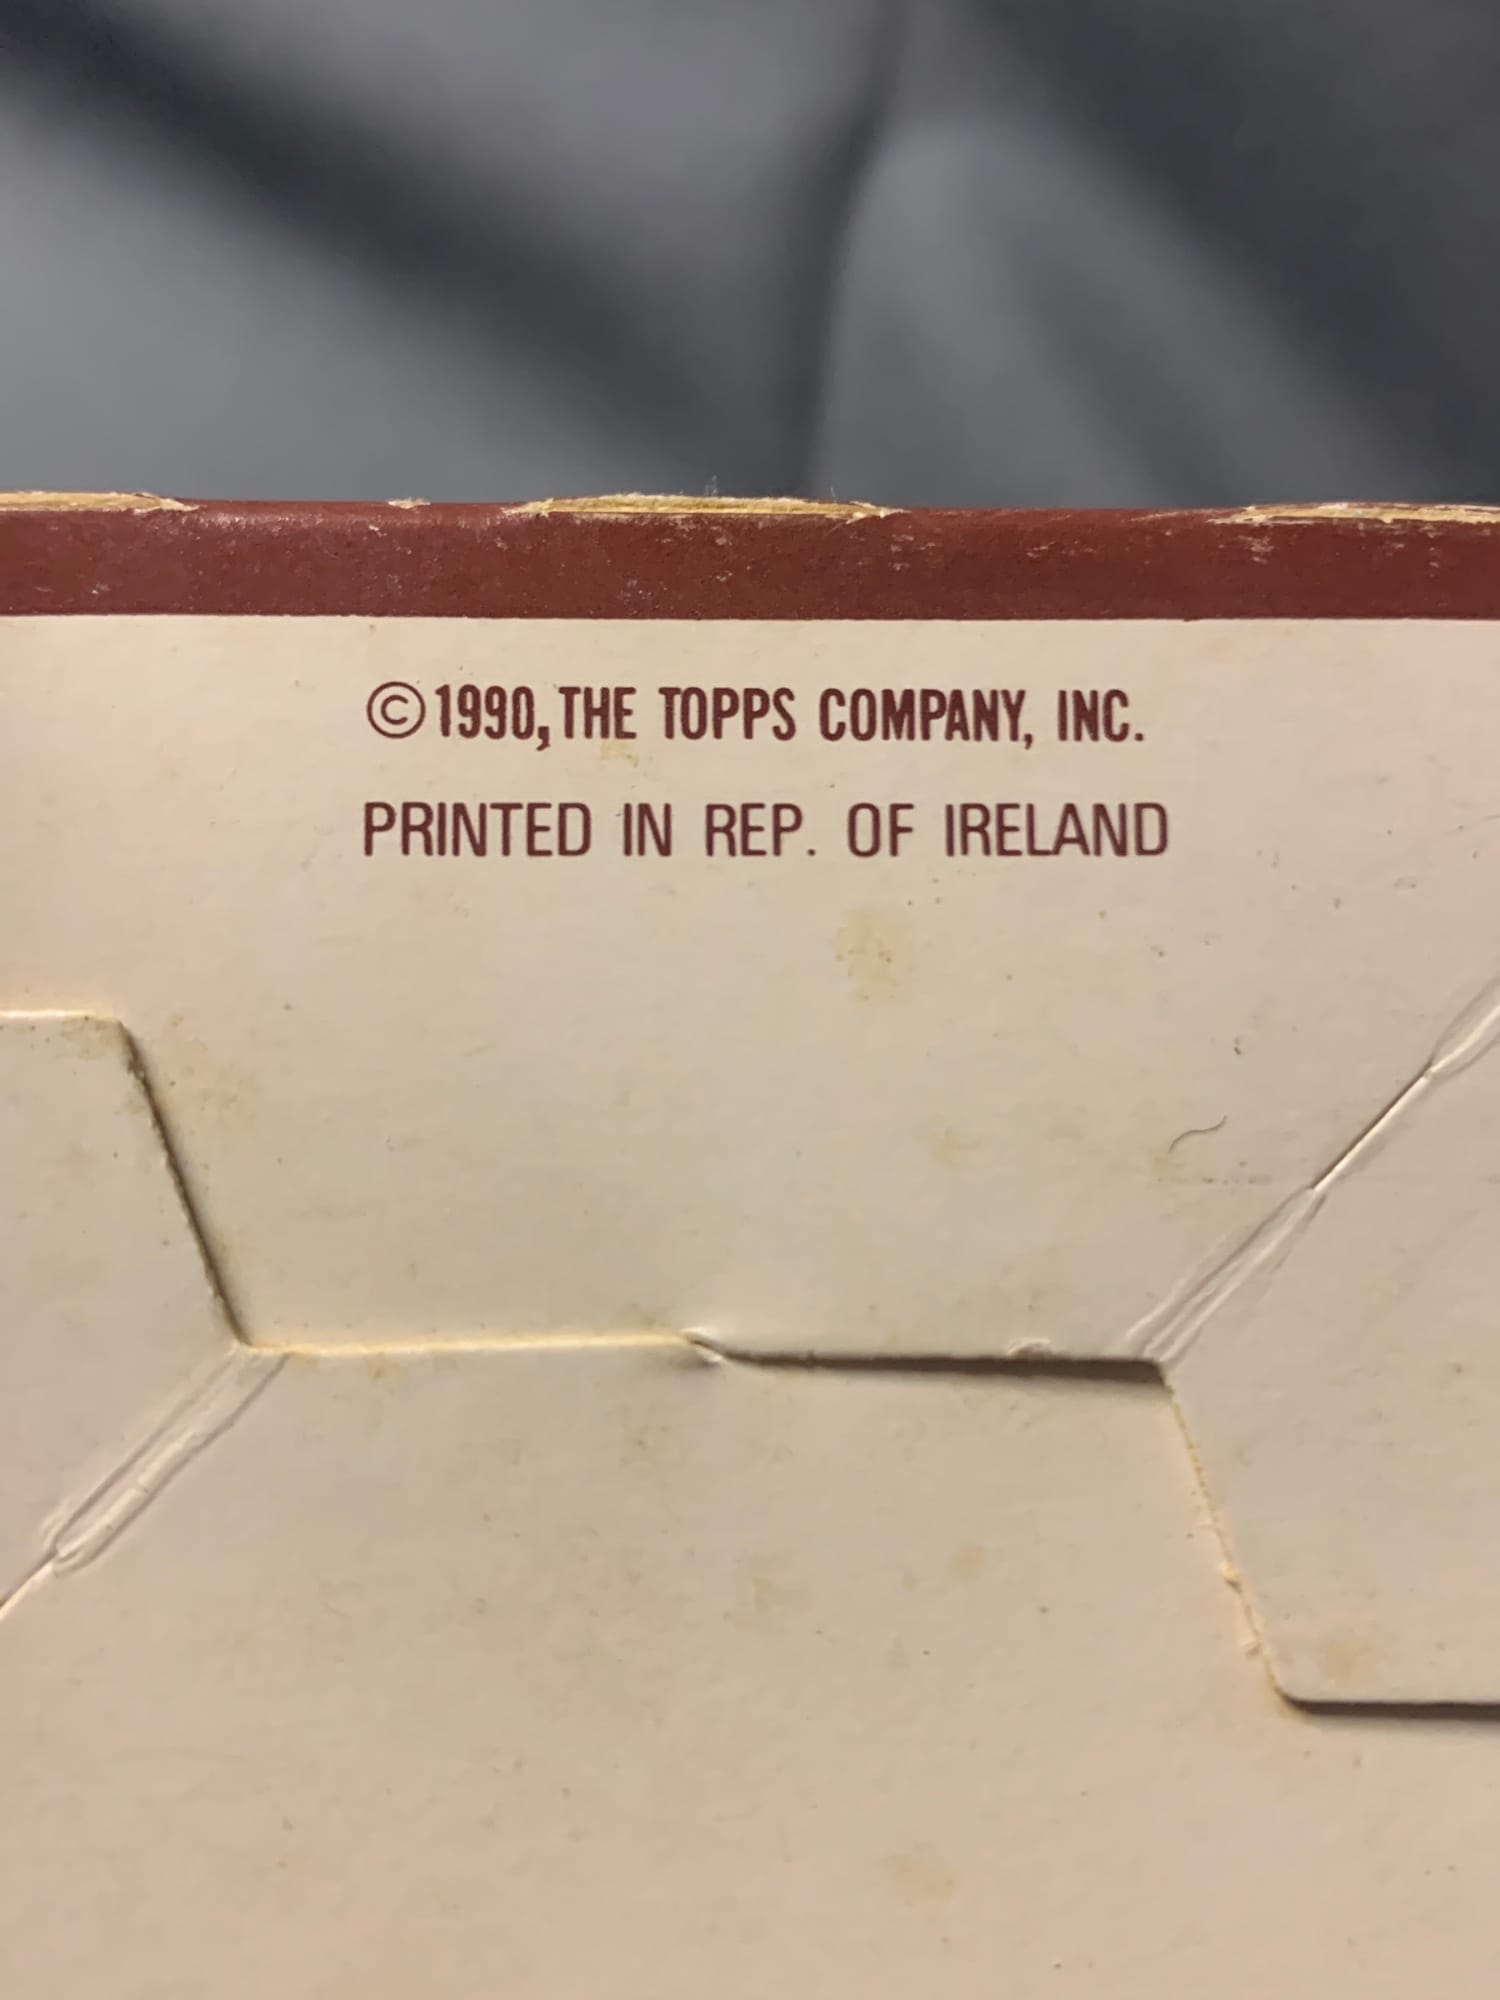 ©1990, THE TOPPS COMPANY, INC.
PRINTED IN REP. OF IRELAND